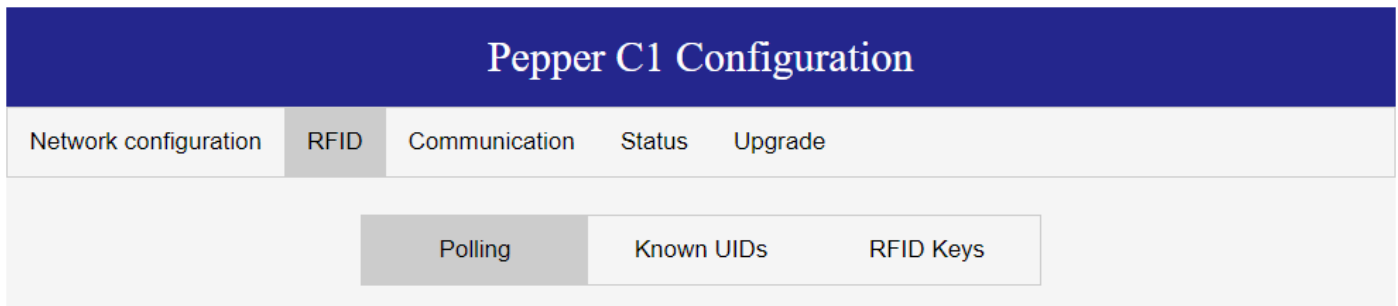 Pepper C1 Configuration
Network configuration RFID Communication Status Upgrade
Polling Known UIDs RFID Keys